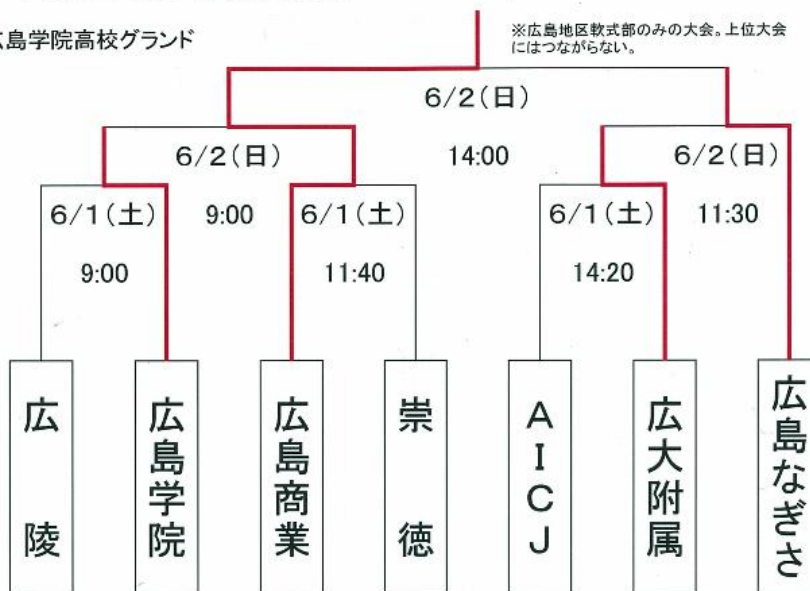 広島学院高校グランド
※広島地区軟式部のみの大会。上位大会
にはつながらない。
6/2(日)
14:00
6/2(日)
9:00
6/2(日)
11:30
6/1(土)
9:00
6/1(土)
11:40
6/1(土)
14:20
広陵
広島学院
広島商業
崇徳
AICJ
広大附属
広島なぎさ